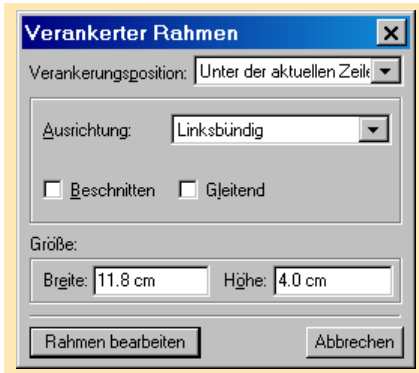 Verankerter Rahmen
Verankerungsposition: Unter der aktuellen Zeile
Ausrichtung: Linksbündig
Beschnitten Gleitend
Größe:
Breite: 11.8 cm Höhe: 4.0 cm
Rahmen bearbeiten Abbrechen